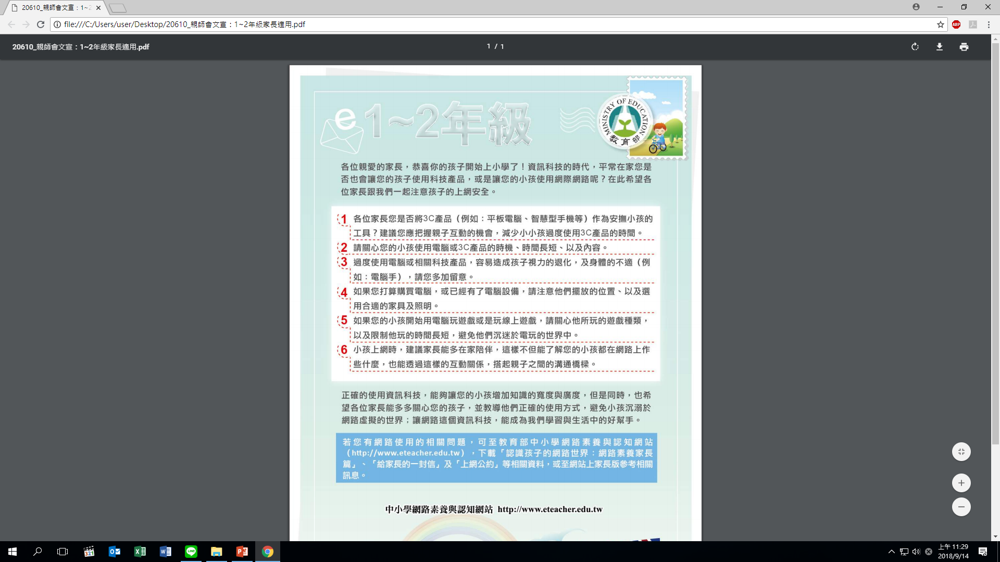 20610_親師會文宣：1~2
file:///C:/Users/user/Desktop/20610_親師會文宣：1~2年級家長適用.pdf
ABP
20610_親師會文宣：1~2年級家長適用.pdf
1 / 1
e 1~2年級
MINISTRY OF EDUCATION
教育部
各位親愛的家長，恭喜你的孩子開始上小學了！資訊科技的時代，平常在家您是
否也會讓您的孩子使用科技產品，或是讓您的小孩使用網際網路呢？在此希望各
位家長跟我們一起注意孩子的上網安全。
1 各位家長您是否將3C產品（例如：平板電腦、智慧型手機等）作為安撫小孩的
工具？建議您應把握親子互動的機會，減少小小孩過度使用3C產品的時間。
2 請關心您的小孩使用電腦或3C產品的時機、時間長短、以及內容。
3 過度使用電腦或相關科技產品，容易造成孩子視力的退化，及身體的不適（例
如：電腦手），請您多加留意。
4 如果您打算購買電腦，或已經有了電腦設備，請注意他們擺放的位置、以及選
用合適的家具及照明。
5 如果您的小孩開始用電腦玩遊戲或是玩線上遊戲，請關心他所玩的遊戲種類，
以及限制他玩的時間長短，避免他們沉迷於電玩的世界中。
6 小孩上網時，建議家長能多在家陪伴，這樣不但能了解您的小孩都在網路上作
些什麼，也能透過這樣的互動關係，搭起親子之間的溝通橋樑。
正確的使用資訊科技，能夠讓您的小孩增加知識的寬度與廣度，但是同時，也希
望各位家長能多多關心您的孩子，並教導他們正確的使用方式，避免小孩沉溺於
網路虛擬的世界；讓網路這個資訊科技，能成為我們學習與生活中的好幫手。
若您有網路使用的相關問題，可至教育部中小學網路素養與認知網站
（http://www.eteacher.edu.tw），下載「認識孩子的網路世界：網路素養家長
篇」、「給家長的一封信」及「上網公約」等相關資料，或至網站上家長版參考相關
訊息。
中小學網路素養與認知網站 http://www.eteacher.edu.tw
321
LINE
上午 11:29
2018/9/14